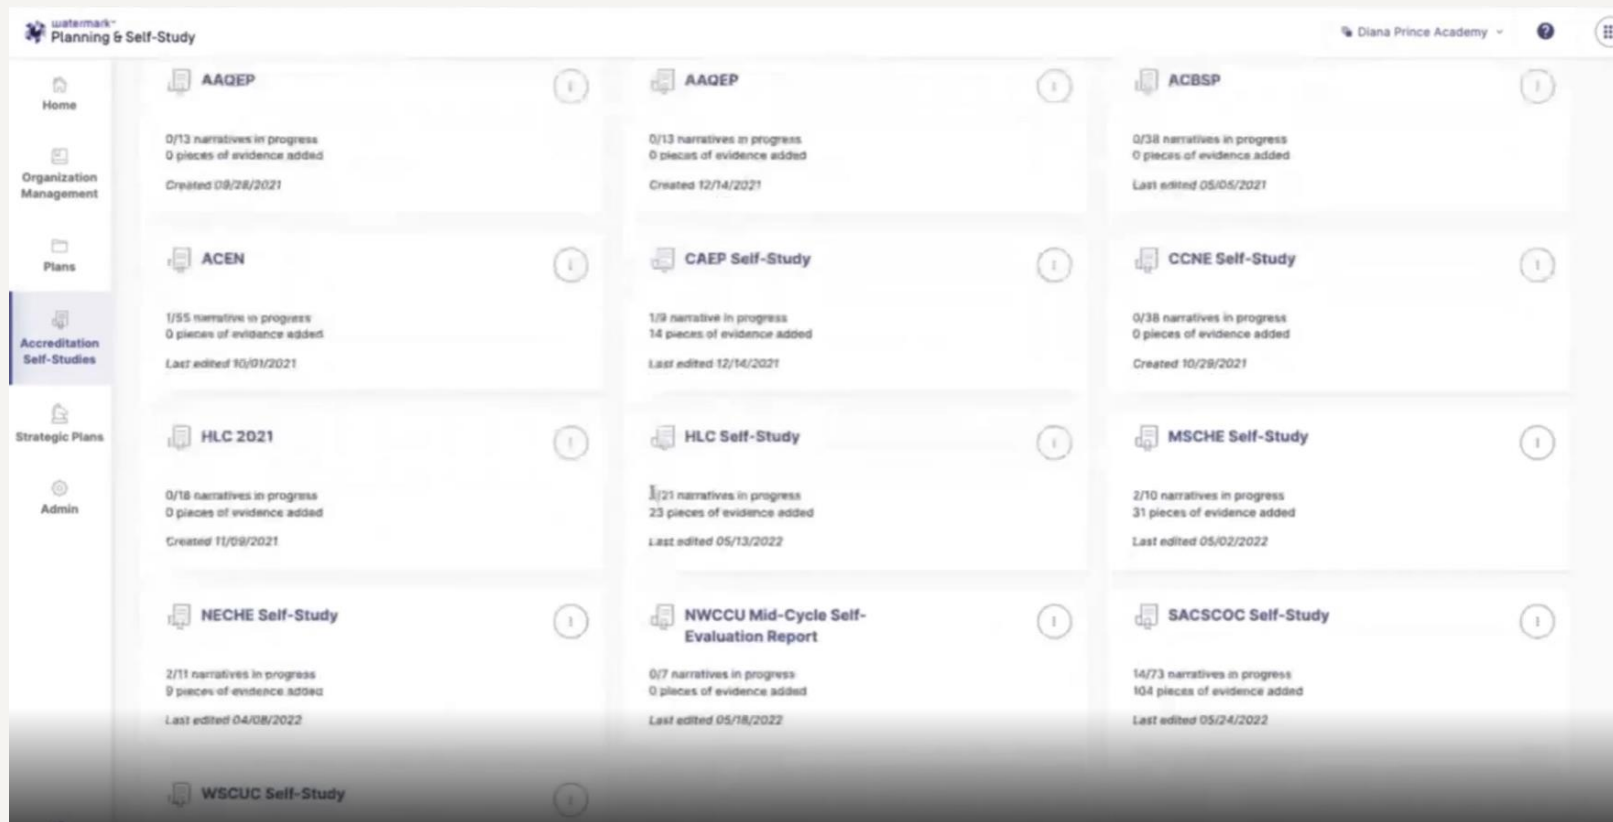 watermark™
Planning & Self-Study
Diana Prince Academy
Home
Organization
Management
Plans
Accreditation
Self-Studies
Strategic Plans
Admin
AAQEP
0/13 narratives in progress
0 pieces of evidence added
Created 09/28/2021
AAQEP
0/13 narratives in progress
0 pieces of evidence added
Created 12/14/2021
ACBSP
0/38 narratives in progress
0 pieces of evidence added
Last edited 05/05/2021
ACEN
1/55 narrative in progress
0 pieces of evidence added
Last edited 10/01/2021
CAEP Self-Study
1/9 narrative in progress
14 pieces of evidence added
Last edited 12/14/2021
CCNE Self-Study
0/38 narratives in progress
0 pieces of evidence added
Created 10/29/2021
HLC 2021
0/18 narratives in progress
0 pieces of evidence added
Created 11/09/2021
HLC Self-Study
narratives in progress
23 pieces of evidence added
Last edited 05/13/2022
MSCHE Self-Study
2/10 narratives in progress
31 pieces of evidence added
Last edited 05/02/2022
NECHE Self-Study
2/11 narratives in progress
9 pieces of evidence added
Last edited 04/08/2022
NWCCU Mid-Cycle Self-
Evaluation Report
0/7 narratives in progress
0 pieces of evidence added
Last edited 05/18/2022
SACSCOC Self-Study
14/73 narratives in progress
104 pieces of evidence added
Last edited 05/24/2022
WSCUC Self-Study